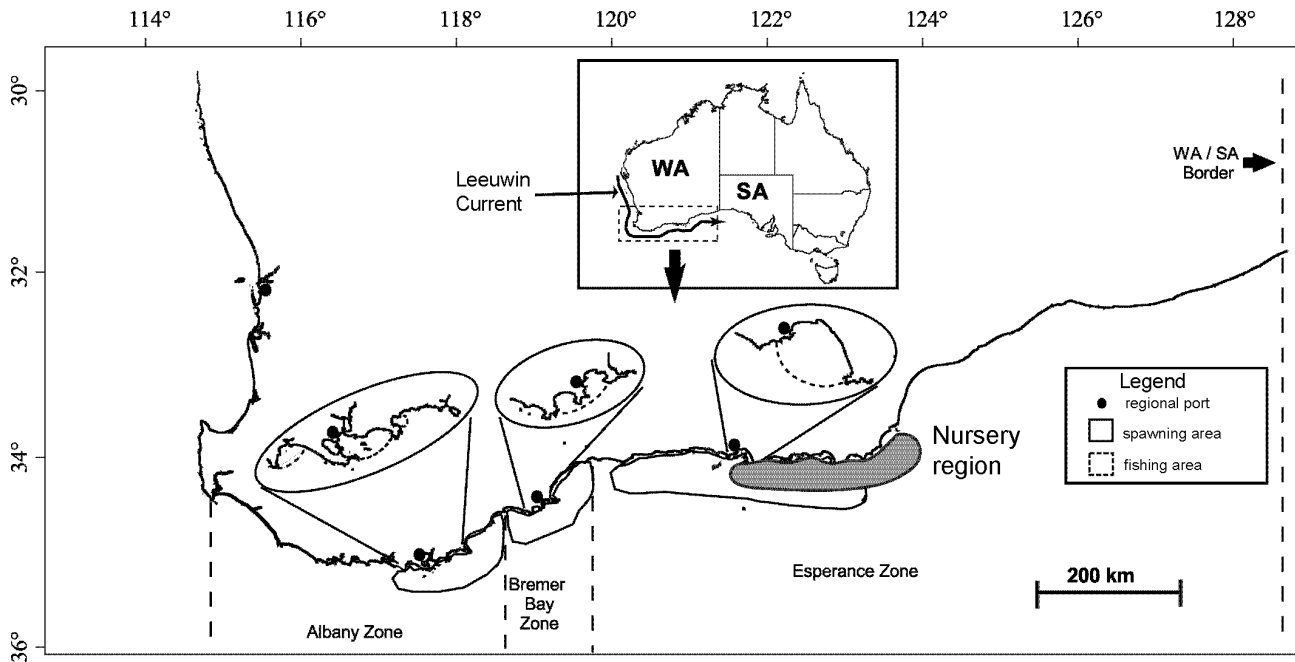 114° 116° 118° 120° 122° 124° 126° 128°
30°
32°
34°
36°
Leeuwin
Current
WA
SA
WA / SA
Border
Legend
regional port
spawning area
fishing area
Nursery
region
200 km
Esperance Zone
Bremer
Bay
Zone
Albany Zone